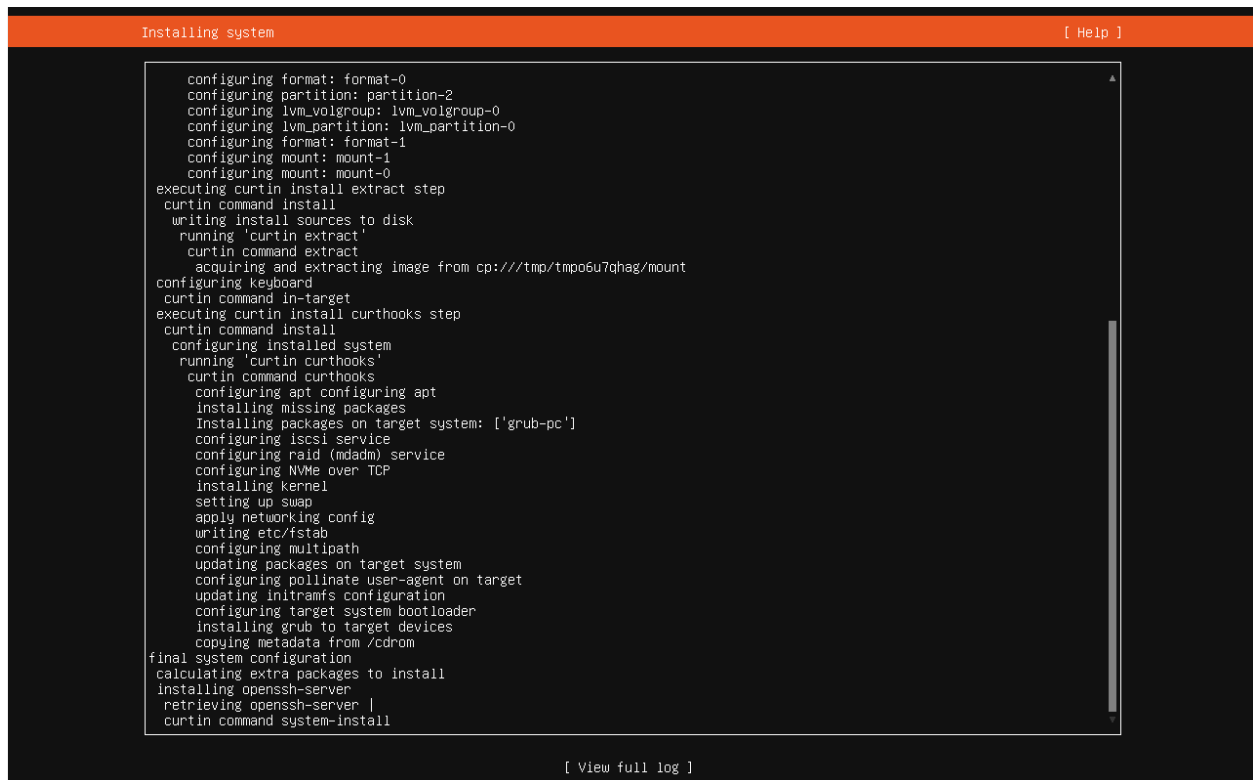 Installing system [ Help ]
configuring format: format-0
configuring partition: partition-2
configuring lvm_volgroup: lvm_volgroup-0
configuring lvm_partition: lvm_partition-0
configuring format: format-1
configuring mount: mount-1
configuring mount: mount-0
executing curtin install extract step
curtin command install
writing install sources to disk
running 'curtin extract'
curtin command extract
acquiring and extracting image from cp:///tmp/tmpo6u7qhag/mount
configuring keyboard
curtin command in-target
executing curtin install curthooks step
curtin command install
configuring installed system
running 'curtin curthooks'
curtin command curthooks
configuring apt configuring apt
installing missing packages
Installing packages on target system: ['grub-pc']
configuring iscsi service
configuring raid (mdadm) service
configuring NVMe over TCP
installing kernel
setting up swap
apply networking config
writing etc/fstab
configuring multipath
updating packages on target system
configuring pollinate user-agent on target
updating initramfs configuration
configuring target system bootloader
installing grub to target devices
copying metadata from /cdrom
final system configuration
calculating extra packages to install
installing openssh-server
retrieving openssh-server |
curtin command system-install
[ View full log ]